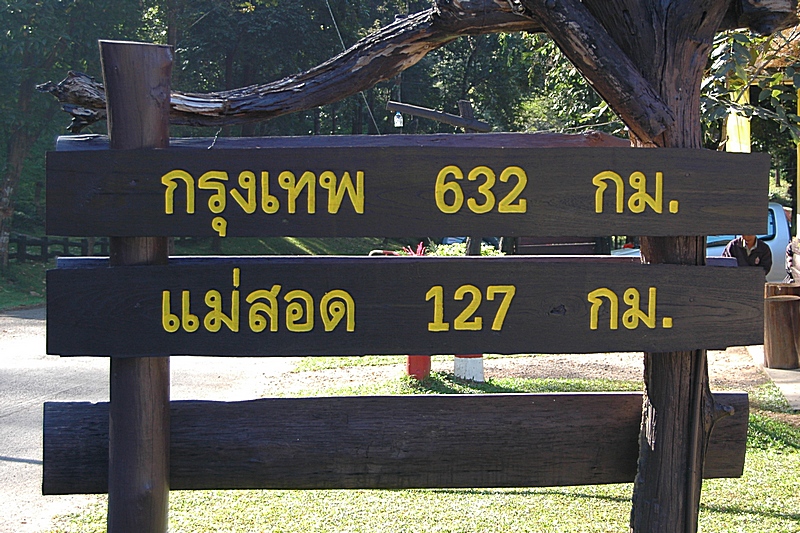 กรุงเทพ 632 กม.
แม่สอด 127 กม.